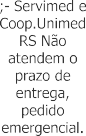 ;- Servimed e
Coop.Unimed
RS Não
atendem o
prazo de
entrega,
pedido
emergencial.